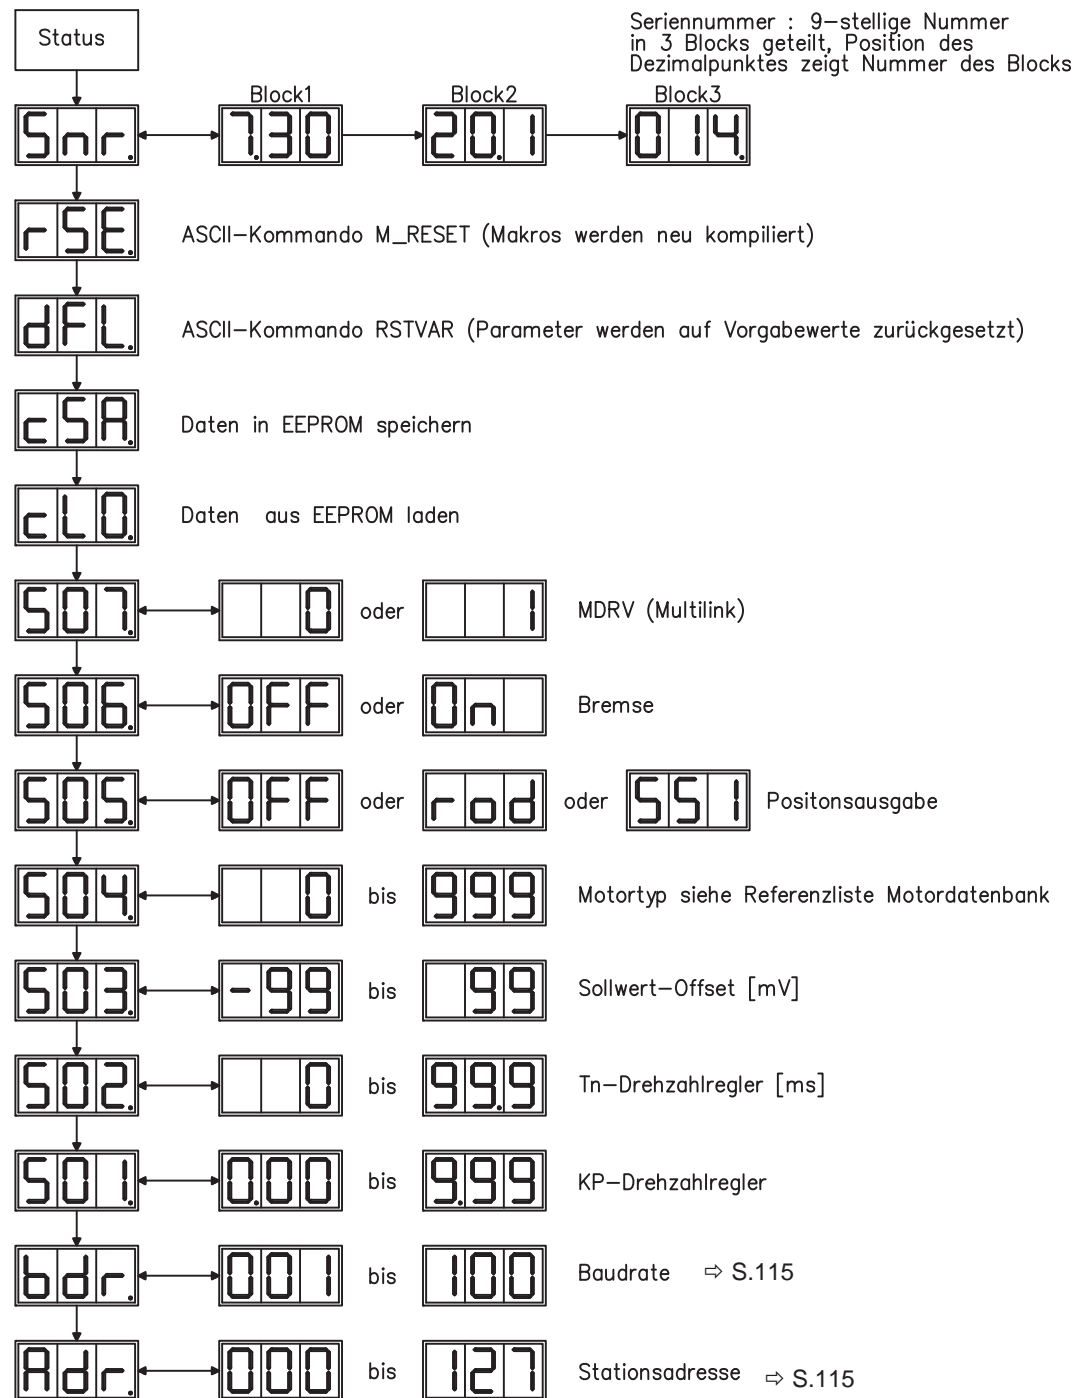 Status
Seriennummer : 9-stellige Nummer
in 3 Blocks geteilt, Position des
Dezimalpunktes zeigt Nummer des Blocks
Block1 Block2 Block3
Snr. 7.30 20.1 014.
rSE. ASCII-Kommando M_RESET (Makros werden neu kompiliert)
dFL. ASCII-Kommando RSTVAR (Parameter werden auf Vorgabewerte zurückgesetzt)
cSA. Daten in EEPROM speichern
cLO. Daten aus EEPROM laden
S07. 0 oder 1 MDRV (Multilink)
S06. OFF oder On Bremse
S05. OFF oder rod oder SSI Positonsausgabe
S04. 0 bis 999 Motortyp siehe Referenzliste Motordatenbank
S03. -99 bis 99 Sollwert-Offset [mV]
S02. 0 bis 99.9 Tn-Drehzahlregler [ms]
S01. 0.00 bis 9.99 KP-Drehzahlregler
bdr. 001 bis 100 Baudrate ⇨ S.115
Adr. 000 bis 127 Stationsadresse ⇨ S.115